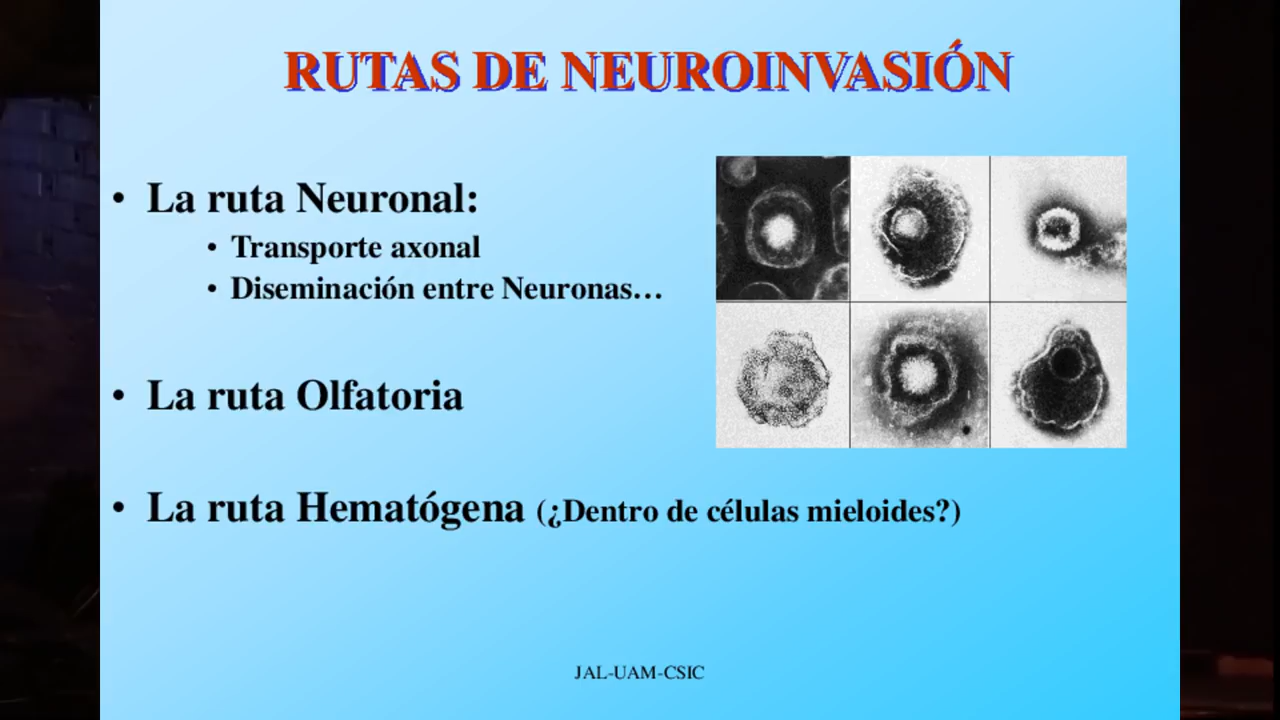 RUTAS DE NEUROINVASIÓN
• La ruta Neuronal:
• Transporte axonal
• Diseminación entre Neuronas…
• La ruta Olfatoria
• La ruta Hematógena (¿Dentro de células mieloides?)
JAL-UAM-CSIC